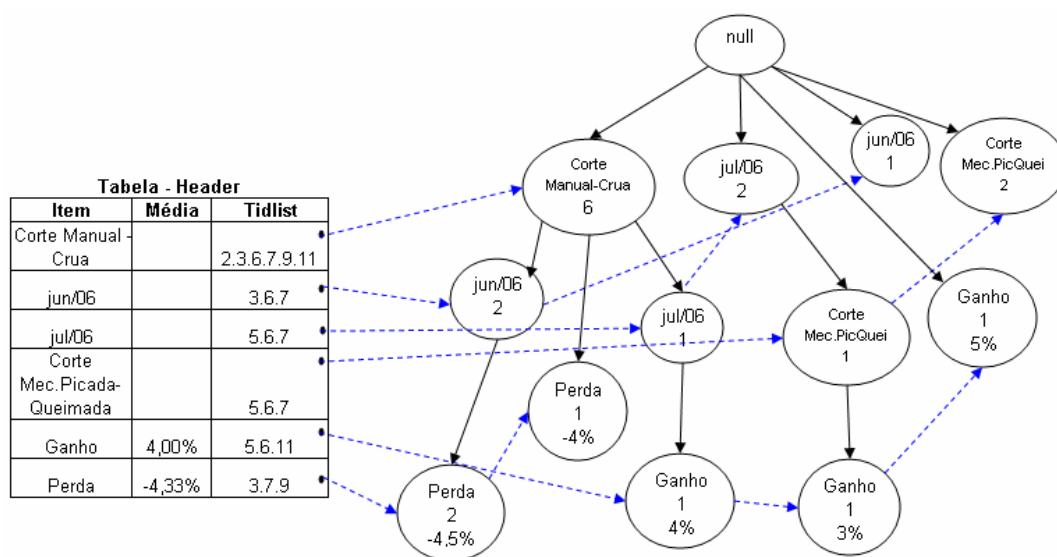 Tabela - Header
Item Média Tidlist
Corte Manual -
Crua 2.3.6.7.9.11
jun/06 3.6.7
jul/06 5.6.7
Corte
Mec.Picada-
Queimada 5.6.7
Ganho 4,00% 5.6.11
Perda -4,33% 3.7.9
null
Corte
Manual-Crua
6
jul/06
2
jun/06
1
Corte
Mec.PicQuei
2
jun/06
2
Perda
1
-4%
jul/06
1
Corte
Mec.PicQuei
1
Ganho
1
5%
Perda
2
-4,5%
Ganho
1
4%
Ganho
1
3%